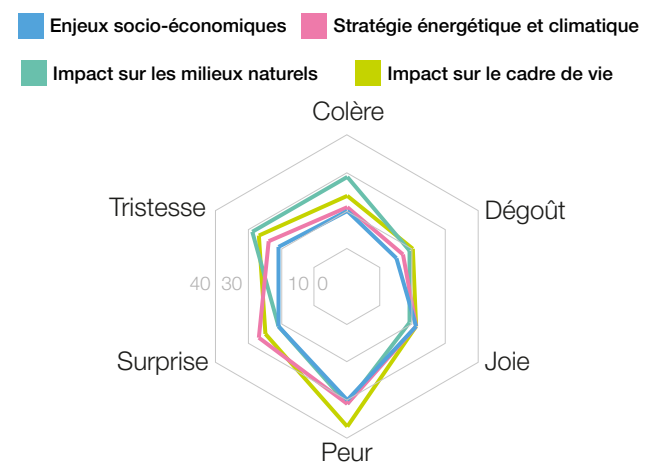 Enjeux socio-économiques Stratégie énergétique et climatique
Impact sur les milieux naturels Impact sur le cadre de vie
Colère
Tristesse
Dégoût
40 30 10 0
Surprise
Joie
Peur